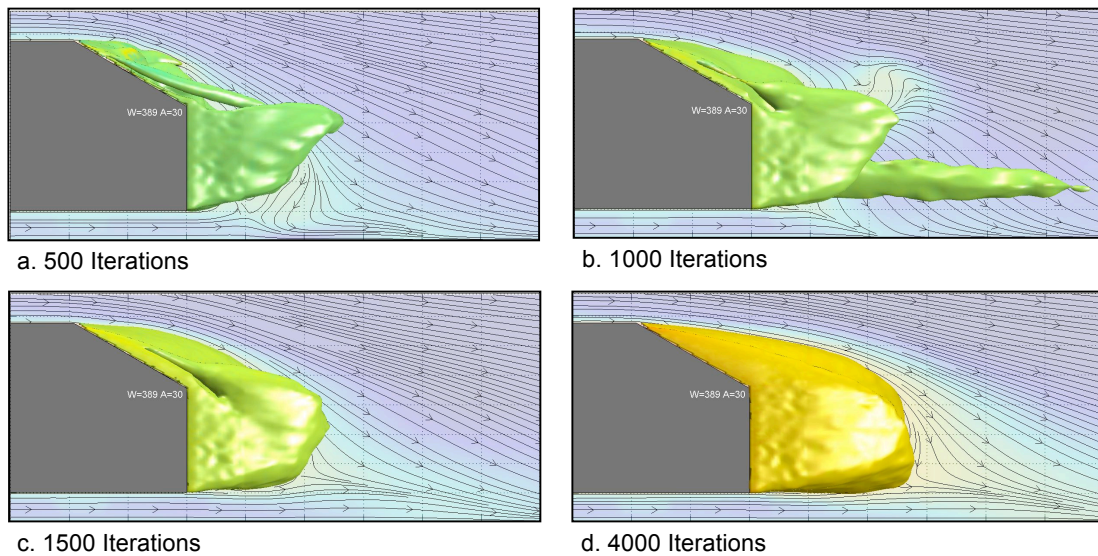 W=389 A=30
W=389 A=30
a. 500 Iterations
b. 1000 Iterations
W=389 A=30
W=389 A=30
c. 1500 Iterations
d. 4000 Iterations